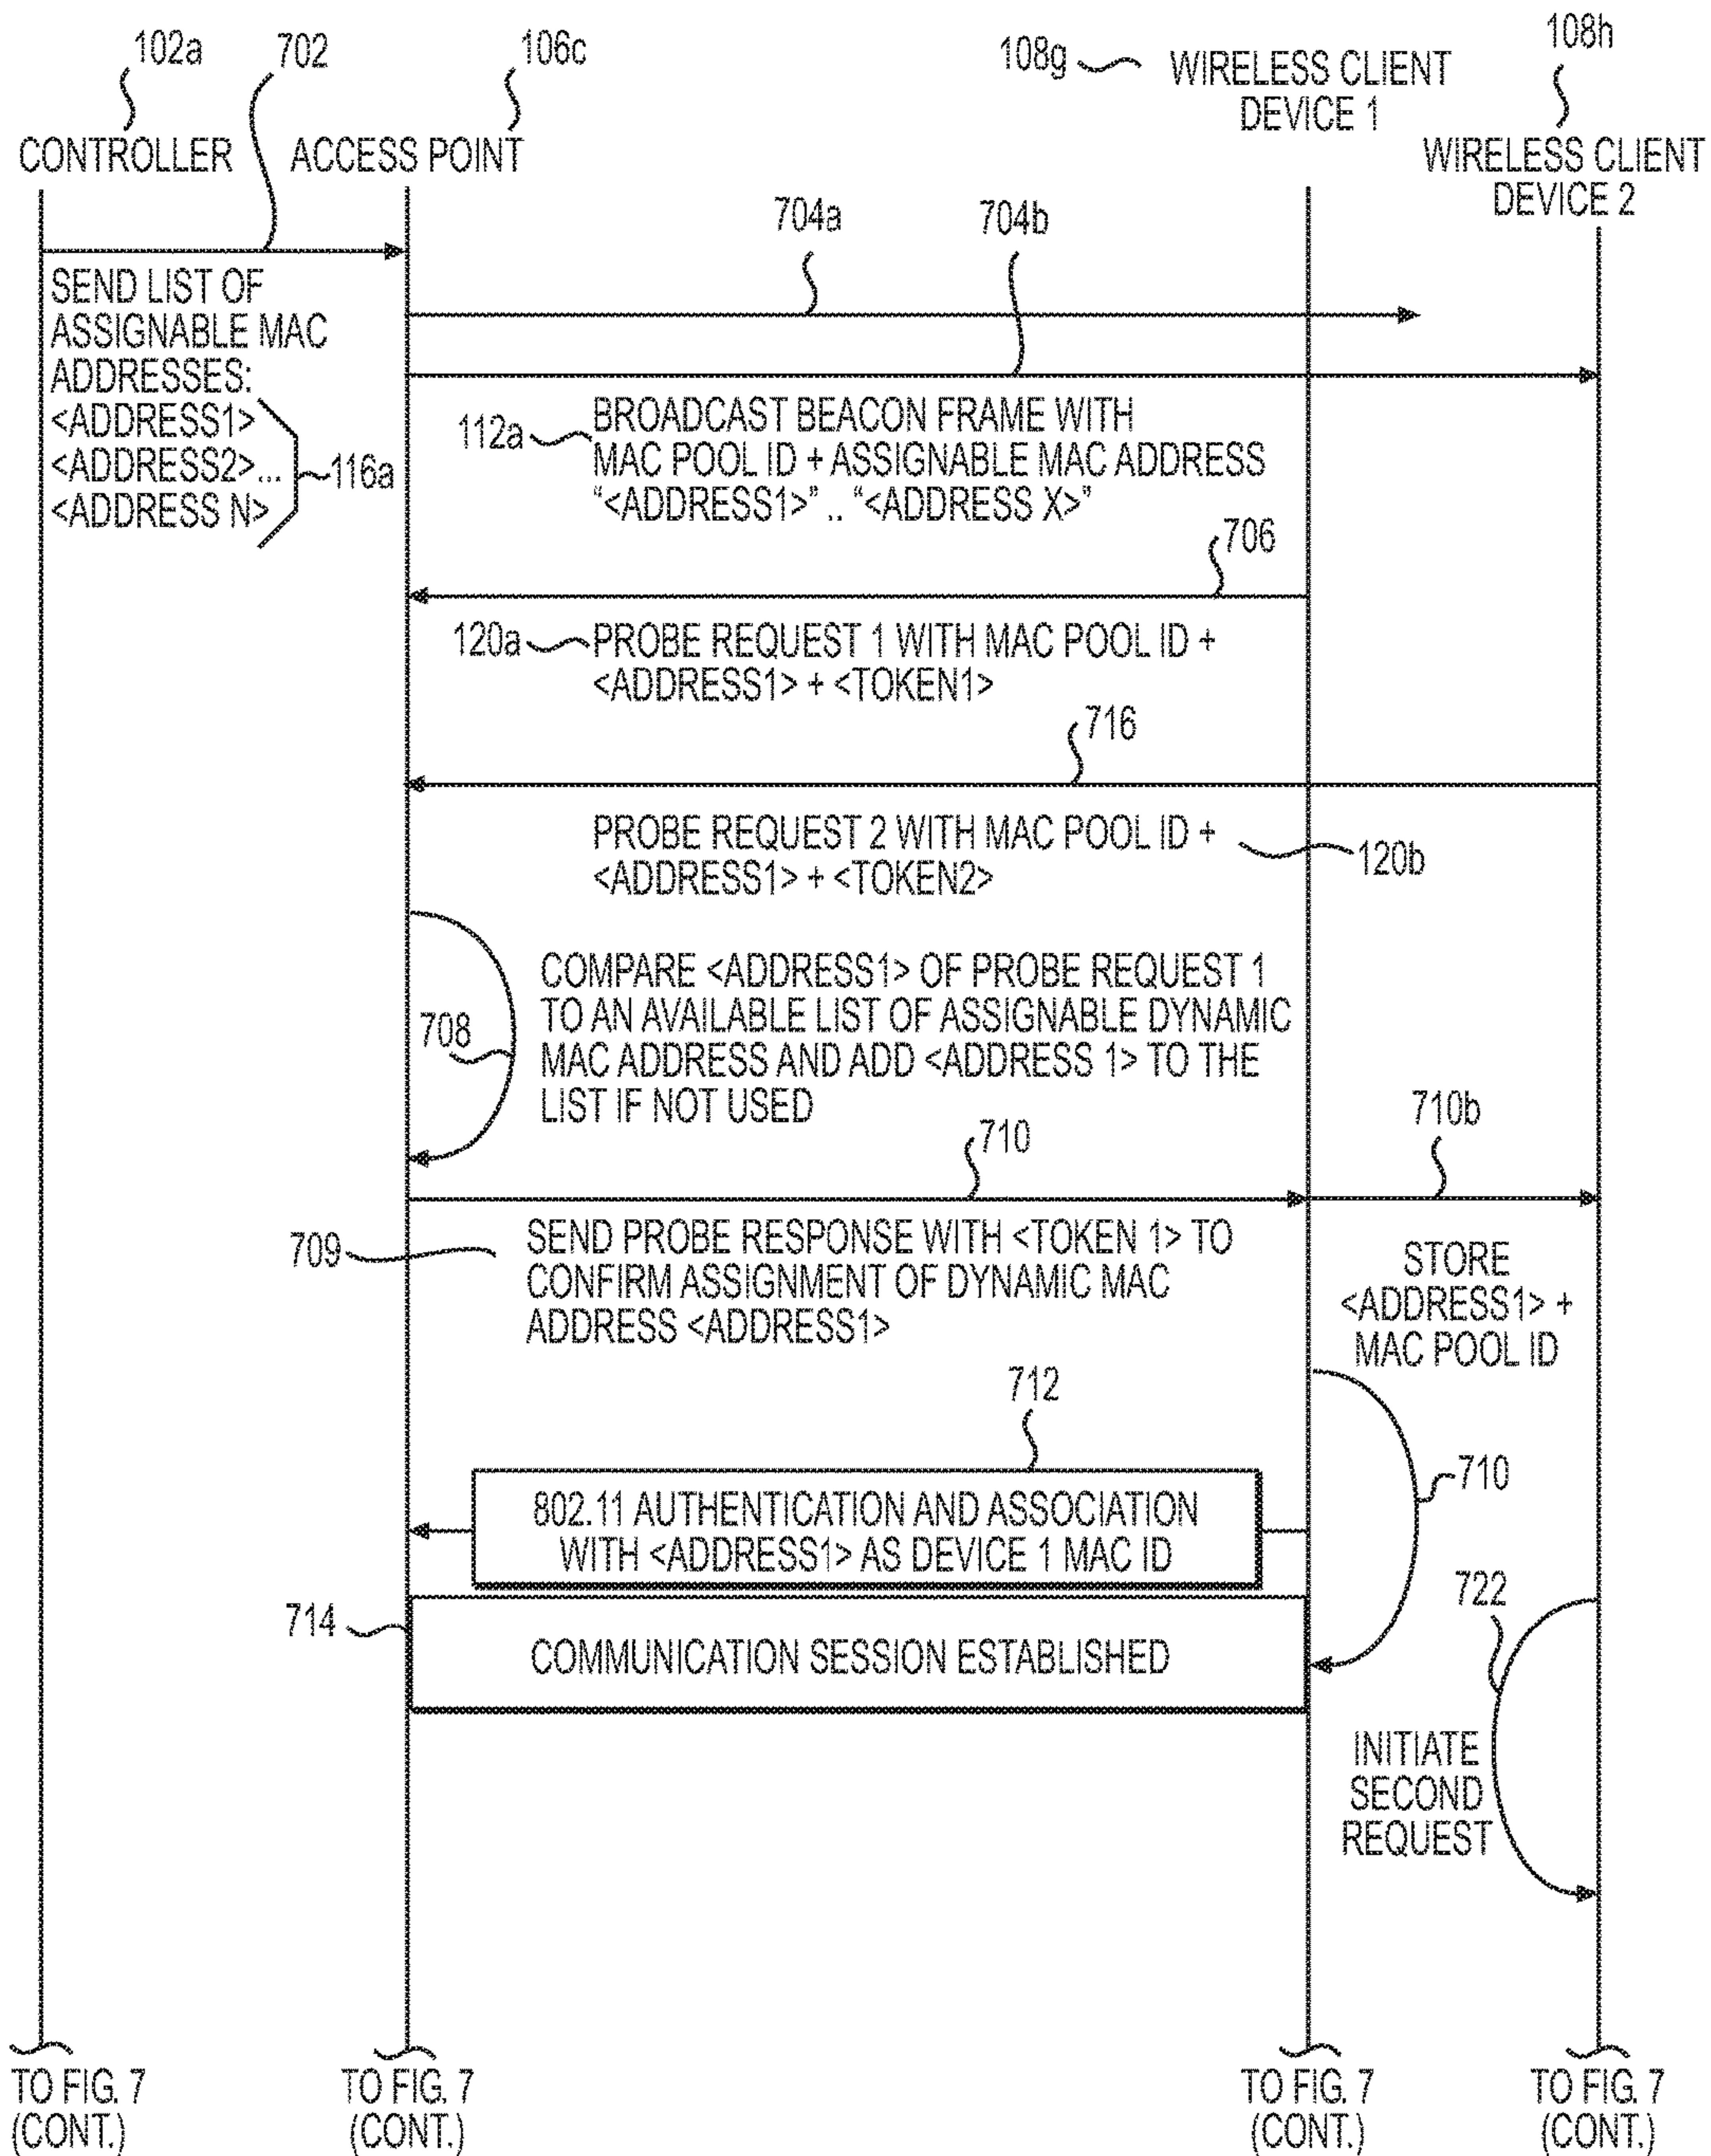 102a
702
106c
108g
WIRELESS CLIENT
DEVICE 1
108h
CONTROLLER
ACCESS POINT
WIRELESS CLIENT
DEVICE 2
704a
704b
SEND LIST OF
ASSIGNABLE MAC
ADDRESSES:
<ADDRESS1>
<ADDRESS2>...
<ADDRESS N>
116a
112a
BROADCAST BEACON FRAME WITH
MAC POOL ID + ASSIGNABLE MAC ADDRESS
"<ADDRESS1>" .. "<ADDRESS X>"
706
120a
PROBE REQUEST 1 WITH MAC POOL ID +
<ADDRESS1> + <TOKEN1>
716
PROBE REQUEST 2 WITH MAC POOL ID +
<ADDRESS1> + <TOKEN2>
120b
708
COMPARE <ADDRESS1> OF PROBE REQUEST 1
TO AN AVAILABLE LIST OF ASSIGNABLE DYNAMIC
MAC ADDRESS AND ADD <ADDRESS 1> TO THE
LIST IF NOT USED
710
710b
709
SEND PROBE RESPONSE WITH <TOKEN 1> TO
CONFIRM ASSIGNMENT OF DYNAMIC MAC
ADDRESS <ADDRESS1>
STORE
<ADDRESS1> +
MAC POOL ID
712
710
802.11 AUTHENTICATION AND ASSOCIATION
WITH <ADDRESS1> AS DEVICE 1 MAC ID
714
COMMUNICATION SESSION ESTABLISHED
722
INITIATE
SECOND
REQUEST
TO FIG. 7
(CONT.)
TO FIG. 7
(CONT.)
TO FIG. 7
(CONT.)
TO FIG. 7
(CONT.)